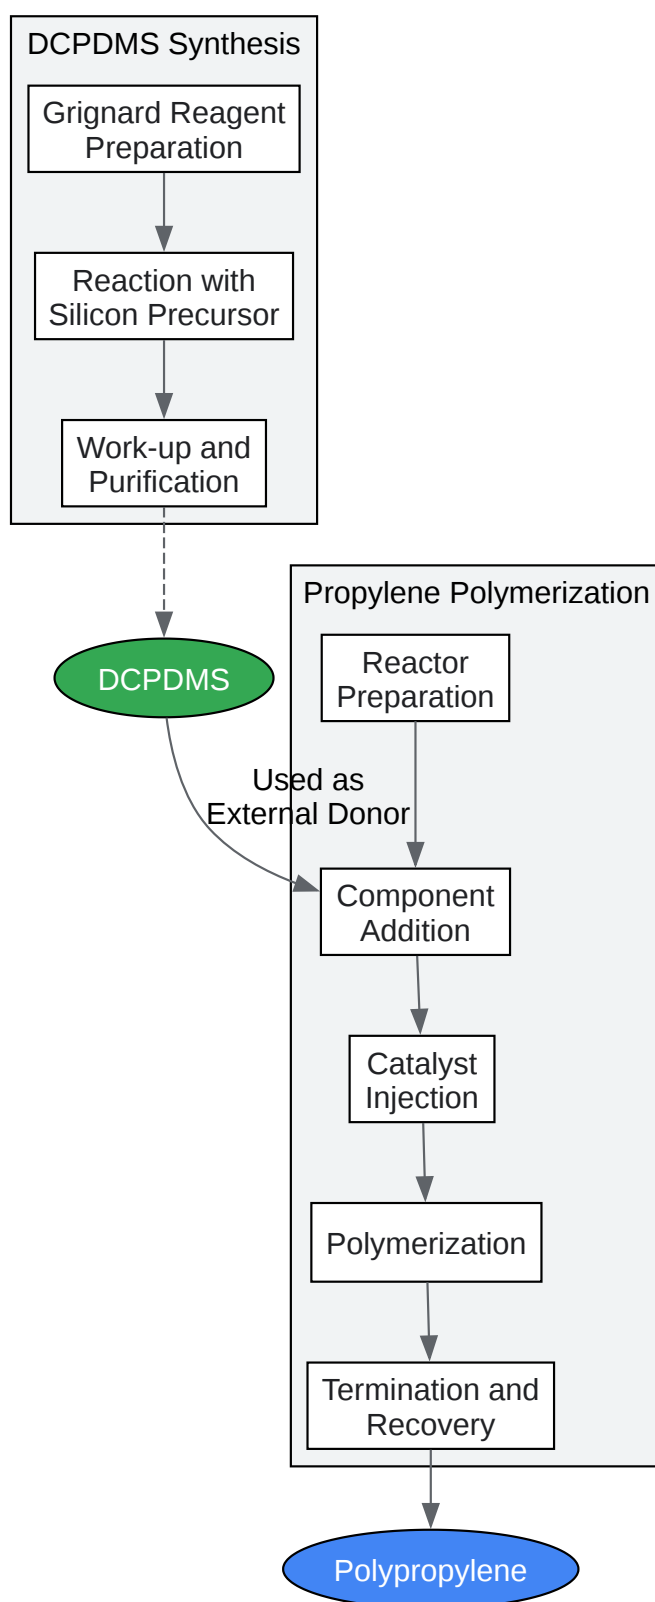 DCPDMS Synthesis
Grignard Reagent
Preparation
Reaction with
Silicon Precursor
Work-up and
Purification
DCPDMS
Propylene Polymerization
Reactor
Preparation
Used as
External Donor
Component
Addition
Catalyst
Injection
Polymerization
Termination and
Recovery
Polypropylene